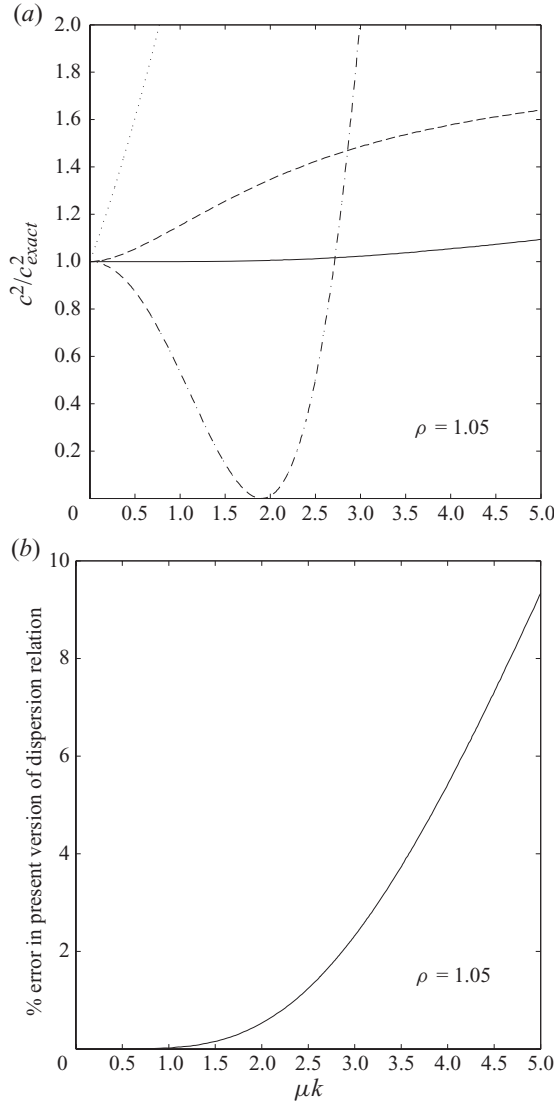 (a)
2.0
1.8
1.6
1.4
1.2
1.0
0.8
0.6
0.4
0.2
c²/c²exact
ρ = 1.05
0 0.5 1.0 1.5 2.0 2.5 3.0 3.5 4.0 4.5 5.0
(b)
10
8
6
4
2
% error in present version of dispersion relation
ρ = 1.05
0 0.5 1.0 1.5 2.0 2.5 3.0 3.5 4.0 4.5 5.0
μk